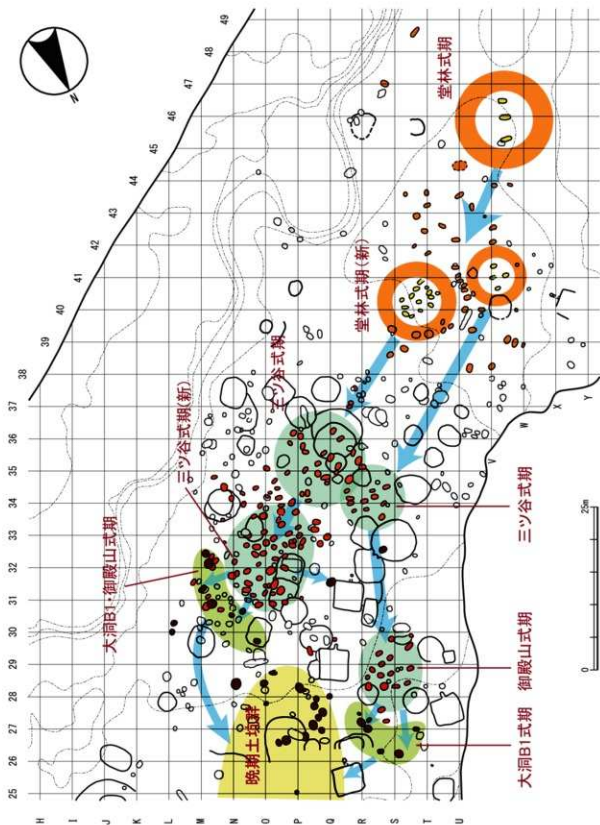 N
49
48
47
46
45
44
43
42
41
40
39
38
37
36
35
34
33
32
31
30
29
28
27
26
25
H
I
J
K
L
M
N
O
P
Q
R
S
T
U
V
W
X
Y
堂林式期
堂林式期(新)
三ツ谷式期
三ツ谷式期(新)
大洞B1・御殿山式期
晩期土坑群
三ツ谷式期
御殿山式期
大洞B1式期
0
25m